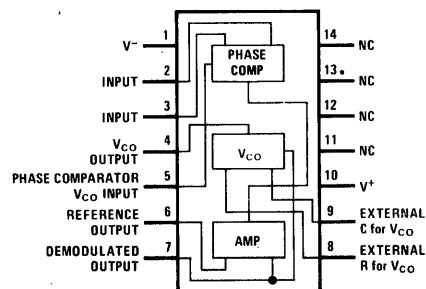 1 V⁻
2 INPUT
3 INPUT
4 VCO OUTPUT
5 PHASE COMPARATOR VCO INPUT
6 REFERENCE OUTPUT
7 DEMODULATED OUTPUT
PHASE COMP
VCO
AMP
14 NC
13 NC
12 NC
11 NC
10 V⁺
9 EXTERNAL C for VCO
8 EXTERNAL R for VCO